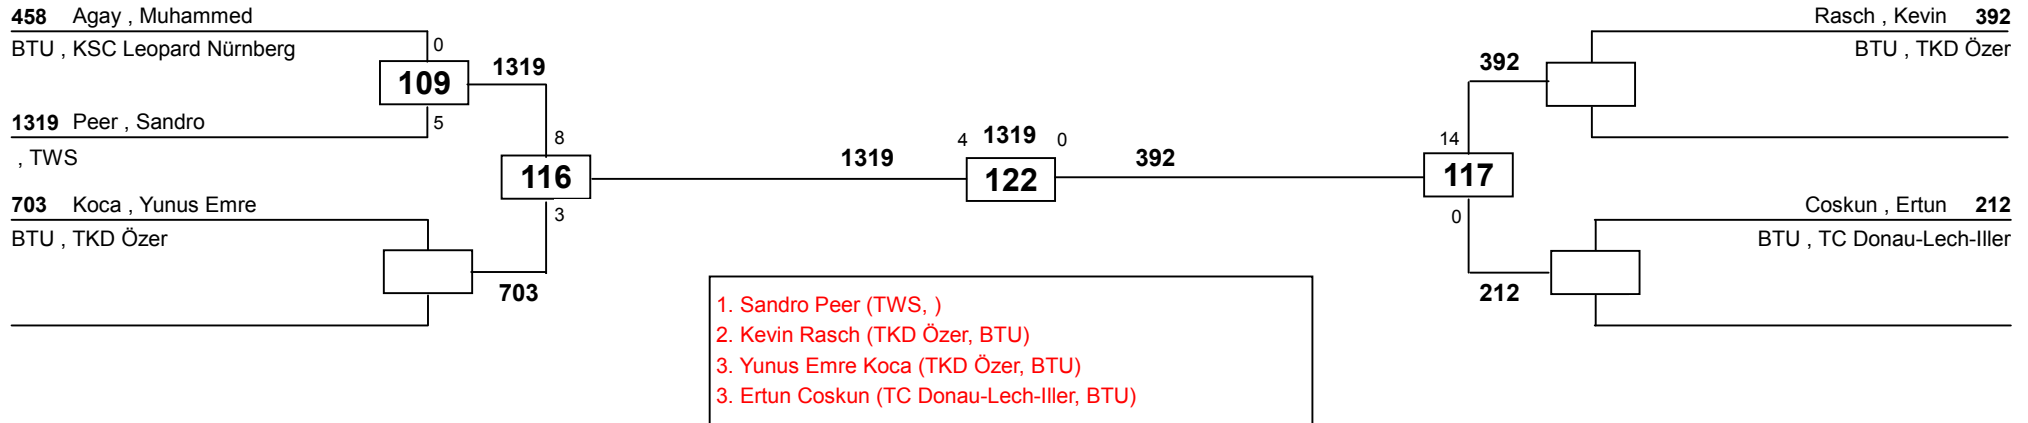 458 Agay , Muhammed
BTU , KSC Leopard Nürnberg
0
109
1319
5
1319 Peer , Sandro
, TWS
8
116
3
703 Koca , Yunus Emre
BTU , TKD Özer
703
1319
4 1319 0
122
392
Rasch , Kevin 392
BTU , TKD Özer
392
14
117
0
Coskun , Ertun 212
BTU , TC Donau-Lech-Iller
212
1. Sandro Peer (TWS, )
2. Kevin Rasch (TKD Özer, BTU)
3. Yunus Emre Koca (TKD Özer, BTU)
3. Ertun Coskun (TC Donau-Lech-Iller, BTU)